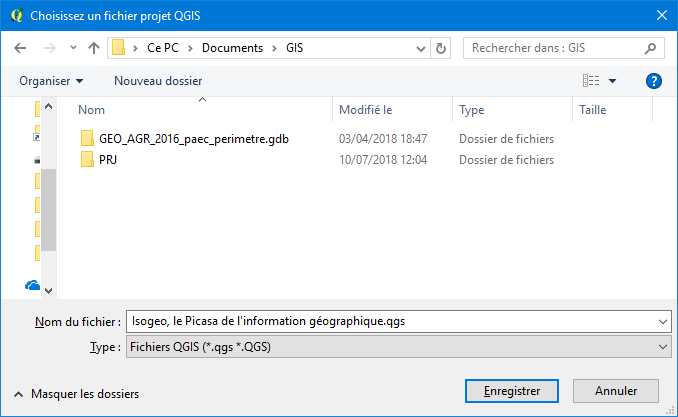 Choisissez un fichier projet QGIS
Ce PC > Documents > GIS
Rechercher dans : GIS
Organiser
Nouveau dossier
?
Nom Modifié le Type Taille
GEO_AGR_2016_paec_perimetre.gdb 03/04/2018 18:47 Dossier de fichiers
PRJ 10/07/2018 12:04 Dossier de fichiers
Nom du fichier : Isogeo, le Picasa de l'information géographique.qgs
Type : Fichiers QGIS (*.qgs *.QGS)
Masquer les dossiers
Enregistrer
Annuler